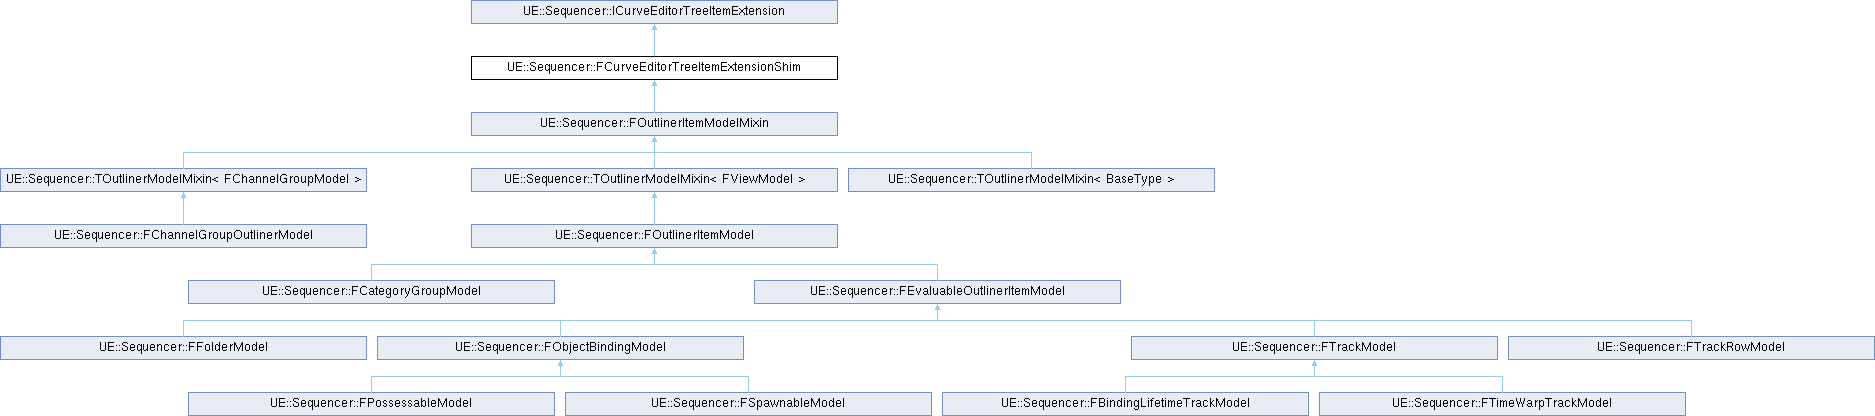 UE::Sequencer::ICurveEditorTreeItemExtension
UE::Sequencer::FCurveEditorTreeItemExtensionShim
UE::Sequencer::FOutlinerItemModelMixin
UE::Sequencer::TOutlinerModelMixin< FChannelGroupModel >
UE::Sequencer::TOutlinerModelMixin< FViewModel >
UE::Sequencer::TOutlinerModelMixin< BaseType >
UE::Sequencer::FChannelGroupOutlinerModel
UE::Sequencer::FOutlinerItemModel
UE::Sequencer::FCategoryGroupModel
UE::Sequencer::FEvaluableOutlinerItemModel
UE::Sequencer::FFolderModel
UE::Sequencer::FObjectBindingModel
UE::Sequencer::FTrackModel
UE::Sequencer::FTrackRowModel
UE::Sequencer::FPossessableModel
UE::Sequencer::FSpawnableModel
UE::Sequencer::FBindingLifetimeTrackModel
UE::Sequencer::FTimeWarpTrackModel